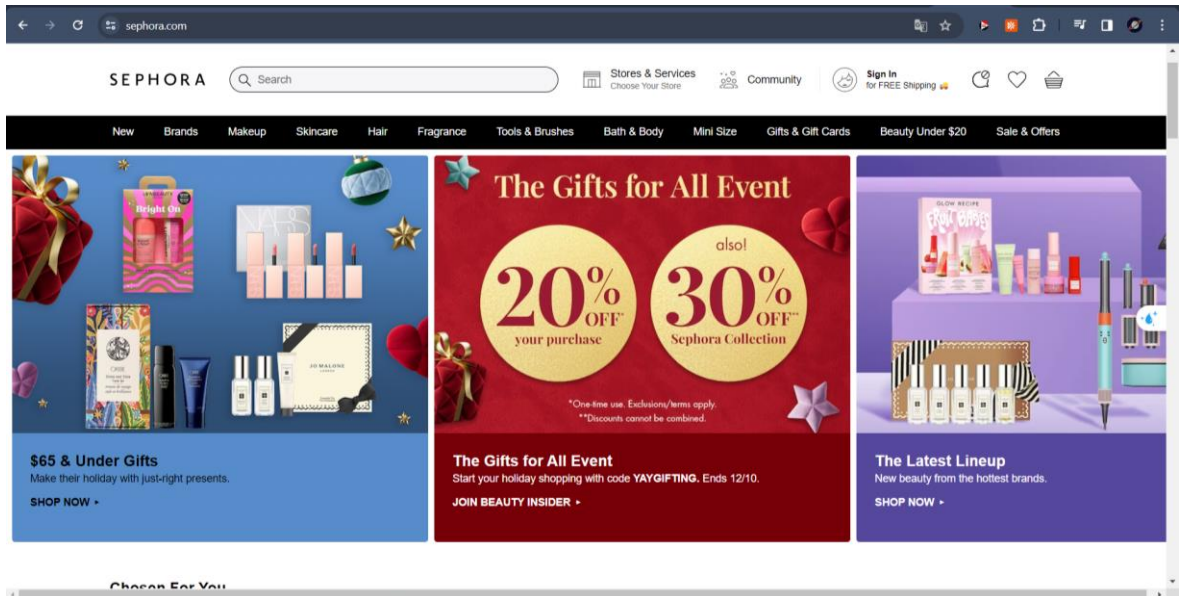 sephora.com
SEPHORA
Search
Stores & Services
Choose Your Store
Community
Sign In
for FREE Shipping 🚚
New Brands Makeup Skincare Hair Fragrance Tools & Brushes Bath & Body Mini Size Gifts & Gift Cards Beauty Under $20 Sale & Offers
Bright On
NARS
ORIBE
JO MALONE
LONDON
$65 & Under Gifts
Make their holiday with just-right presents.
SHOP NOW ▸
The Gifts for All Event
20% OFF*
your purchase
also!
30% OFF**
Sephora Collection
*One-time use. Exclusions/terms apply.
**Discounts cannot be combined.
The Gifts for All Event
Start your holiday shopping with code YAYGIFTING. Ends 12/10.
JOIN BEAUTY INSIDER ▸
GLOW RECIPE
FRUIT BABIES
The Latest Lineup
New beauty from the hottest brands.
SHOP NOW ▸
Chosen For You